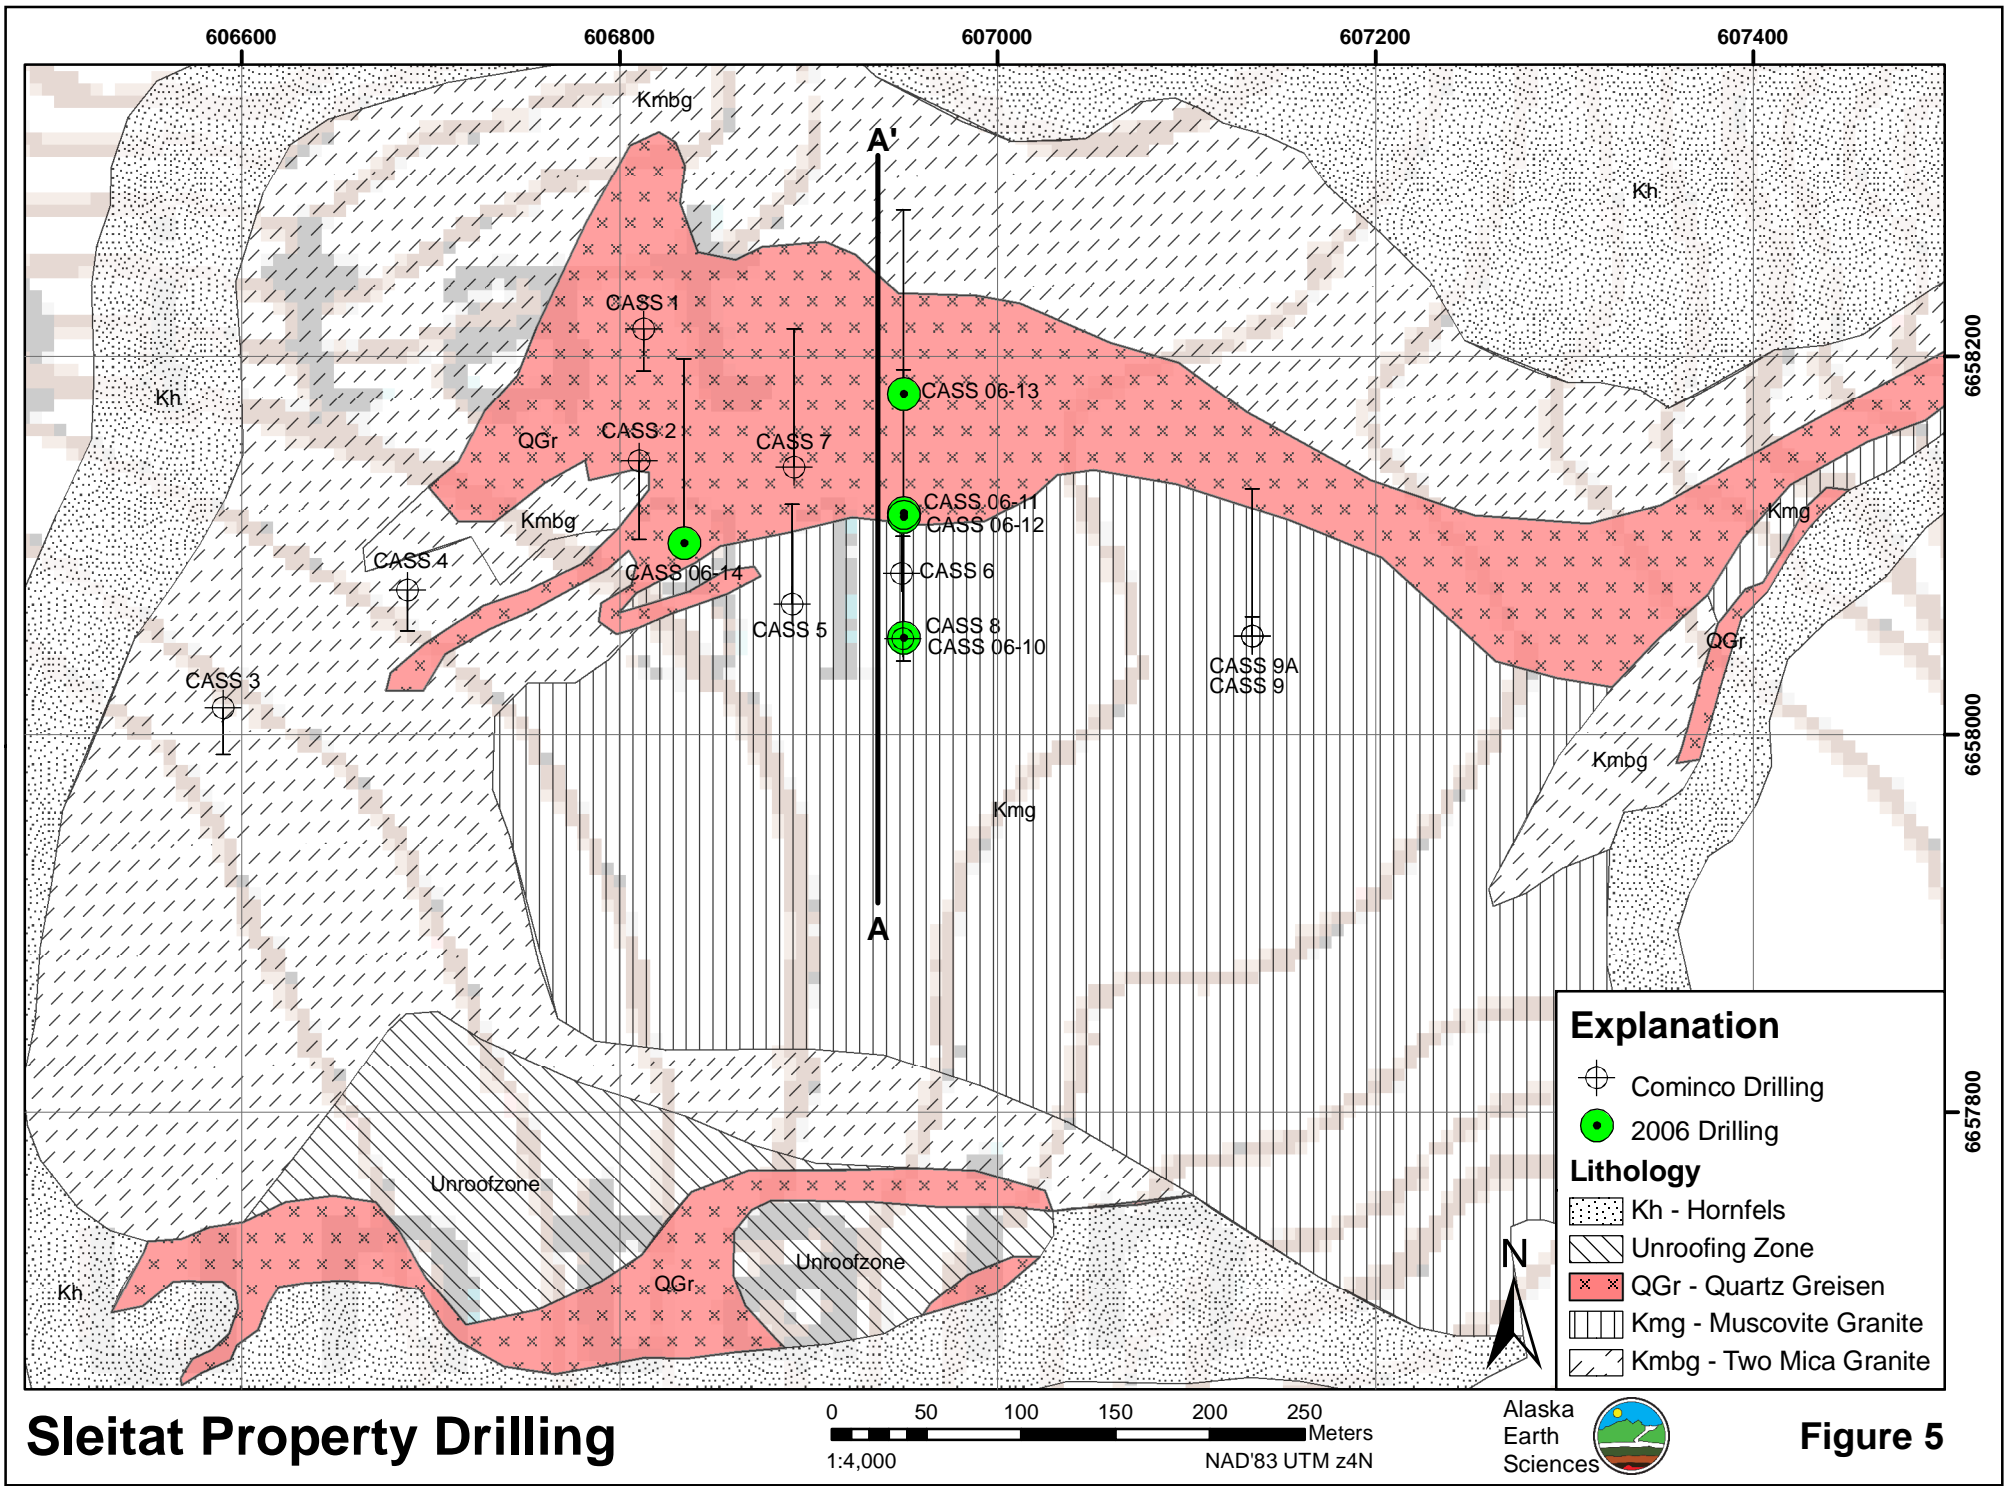 606600
606800
607000
607200
607400
Kmbg
A'
Kh
CASS 1
6658200
CASS 06-13
Kh
CASS 2
QGr
CASS 7
CASS 06-11
Kmg
Kmbg
CASS 06-12
CASS 4
CASS 06-14
CASS 6
CASS 5
CASS 8
QGr
CASS 06-10
CASS 9A
CASS 3
CASS 9
6658000
Kmbg
Kmg
A
Explanation
Cominco Drilling
6657800
2006 Drilling
Lithology
Unroofzone
Kh - Hornfels
Unroofing Zone
N
Unroofzone
QGr
Kh
QGr - Quartz Greisen
Kmg - Muscovite Granite
Kmbg - Two Mica Granite
Sleitat Property Drilling
0 50 100 150 200 250
Meters
1:4,000
NAD'83 UTM z4N
Alaska
Earth
Sciences
Figure 5